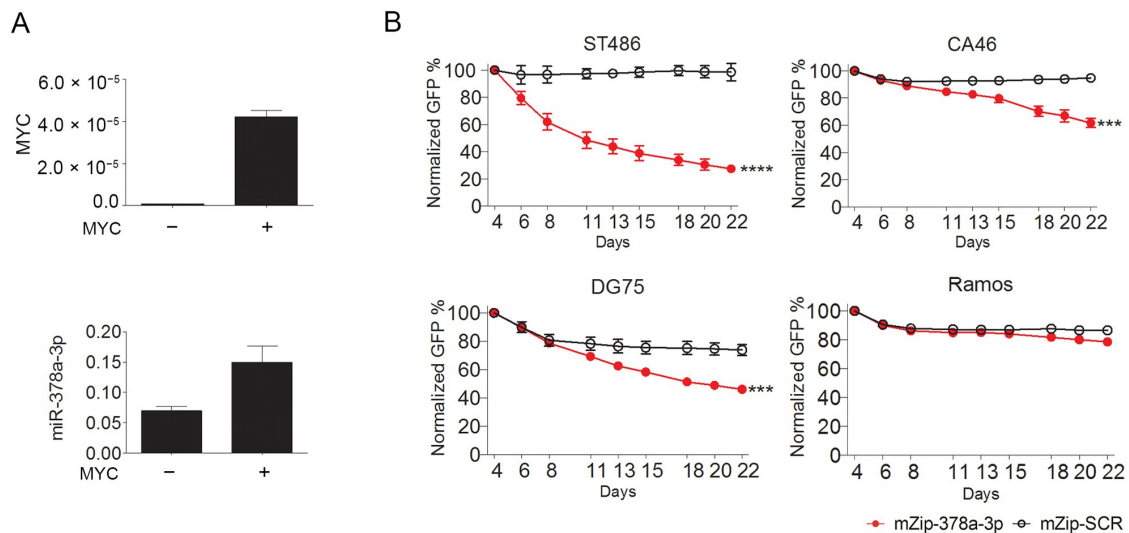 A
MYC
6.0 × 10⁻⁵
4.0 × 10⁻⁵
2.0 × 10⁻⁵
0.0
MYC − +
miR-378a-3p
0.20
0.15
0.10
0.05
0.00
MYC − +
B
ST486
Normalized GFP %
100
80
60
40
20
0
****
4 6 8 11 13 15 18 20 22
Days
CA46
Normalized GFP %
100
80
60
40
20
0
***
4 6 8 11 13 15 18 20 22
Days
DG75
Normalized GFP %
100
80
60
40
20
0
***
4 6 8 11 13 15 18 20 22
Days
Ramos
Normalized GFP %
100
80
60
40
20
0
4 6 8 11 13 15 18 20 22
Days
mZip-378a-3p mZip-SCR